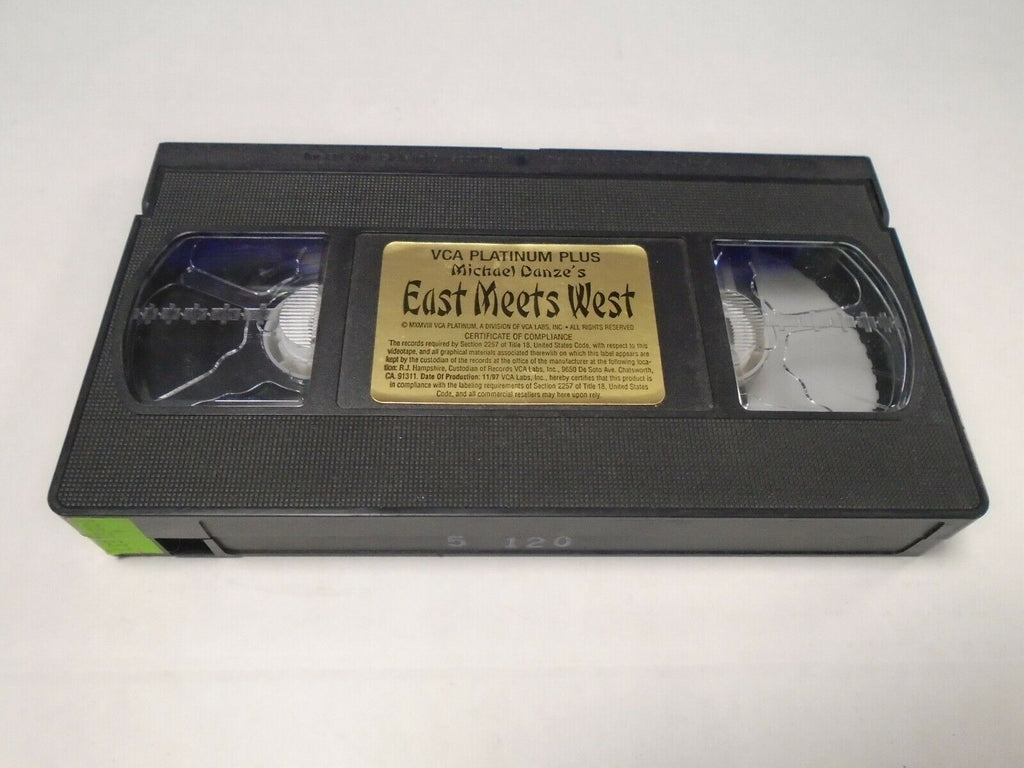 VCA PLATINUM PLUS
Michael Danze's
East Meets West
© MXMVIII VCA PLATINUM, A DIVISION OF VCA LABS, INC. • ALL RIGHTS RESERVED
CERTIFICATE OF COMPLIANCE
The records required by Section 2257 of Title 18, United States Code, with respect to this
videotape, and all graphical materials associated therewith on which this label appears are
kept by the custodian of the records at the office of the manufacturer at the following loca-
tion: R.J. Hampshire, Custodian of Records VCA Labs, Inc., 9650 De Soto Ave. Chatsworth,
CA. 91311. Date Of Production: 11/97 VCA Labs, Inc., hereby certifies that this product is
in compliance with the labeling requirements of Section 2257 of Title 18, United States
Code, and all commercial resellers may here upon rely.
S 120